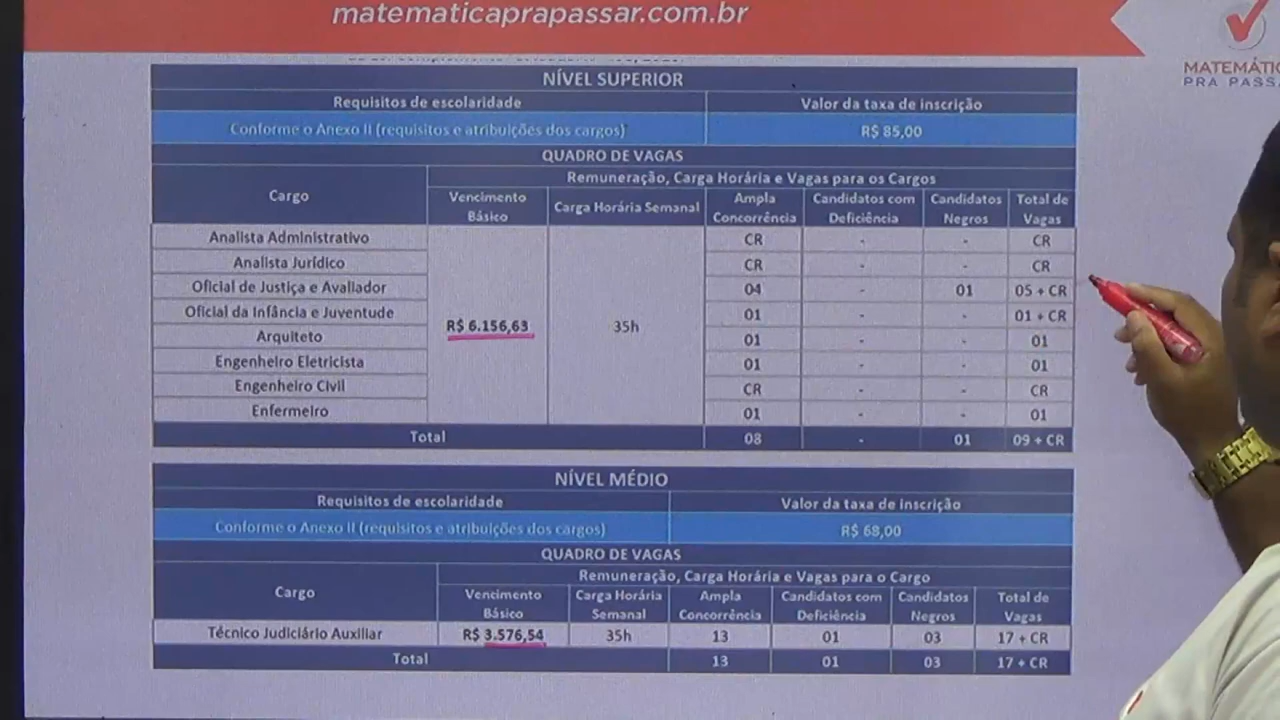 matematicaprapassar.com.br
MATEMÁTIC
PRA PASSA
NÍVEL SUPERIOR
Requisitos de escolaridade Valor da taxa de inscrição
Conforme o Anexo II (requisitos e atribuições dos cargos) R$ 85,00
QUADRO DE VAGAS
Cargo Remuneração, Carga Horária e Vagas para os Cargos
Vencimento Básico Carga Horária Semanal Ampla Concorrência Candidatos com Deficiência Candidatos Negros Total de Vagas
Analista Administrativo R$ 6.156,63 35h CR - - CR
Analista Jurídico CR - - CR
Oficial de Justiça e Avaliador 04 - 01 05 + CR
Oficial da Infância e Juventude 01 - - 01 + CR
Arquiteto 01 - - 01
Engenheiro Eletricista 01 - - 01
Engenheiro Civil CR - - CR
Enfermeiro 01 - - 01
Total 08 - 01 09 + CR
NÍVEL MÉDIO
Requisitos de escolaridade Valor da taxa de inscrição
Conforme o Anexo II (requisitos e atribuições dos cargos) R$ 68,00
QUADRO DE VAGAS
Cargo Remuneração, Carga Horária e Vagas para o Cargo
Vencimento Básico Carga Horária Semanal Ampla Concorrência Candidatos com Deficiência Candidatos Negros Total de Vagas
Técnico Judiciário Auxiliar R$ 3.576,54 35h 13 01 03 17 + CR
Total 13 01 03 17 + CR